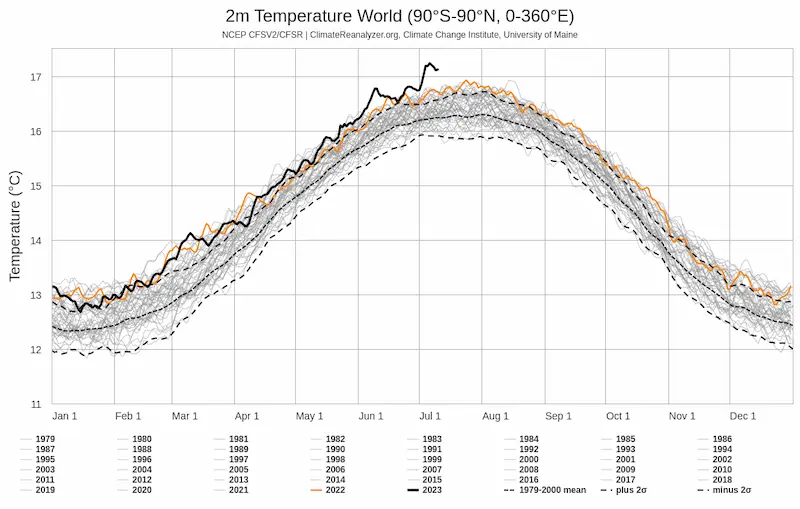 2m Temperature World (90°S-90°N, 0-360°E)
NCEP CFSV2/CFSR | ClimateReanalyzer.org, Climate Change Institute, University of Maine
Temperature (°C)
17
16
15
14
13
12
11
Jan 1 Feb 1 Mar 1 Apr 1 May 1 Jun 1 Jul 1 Aug 1 Sep 1 Oct 1 Nov 1 Dec 1
1979 1980 1981 1982 1983 1984 1985 1986
1987 1988 1989 1990 1991 1992 1993 1994
1995 1996 1997 1998 1999 2000 2001 2002
2003 2004 2005 2006 2007 2008 2009 2010
2011 2012 2013 2014 2015 2016 2017 2018
2019 2020 2021 2022 2023 1979-2000 mean plus 2σ minus 2σ